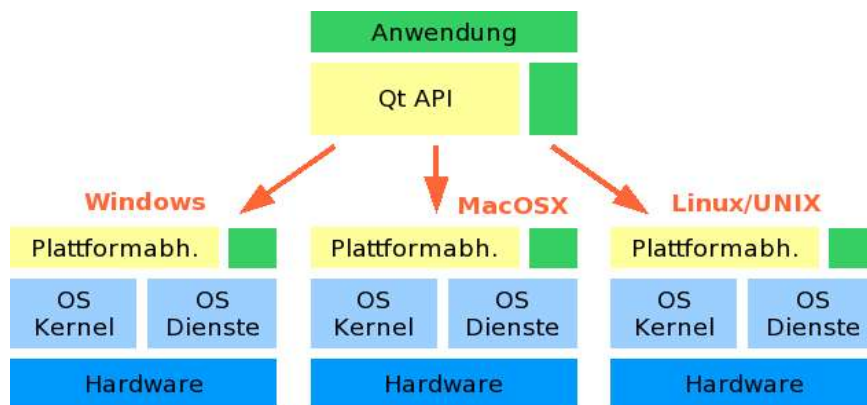 Anwendung
Qt API
Windows
MacOSX
Linux/UNIX
Plattformabh.
Plattformabh.
Plattformabh.
OS
Kernel
OS
Dienste
OS
Kernel
OS
Dienste
OS
Kernel
OS
Dienste
Hardware
Hardware
Hardware